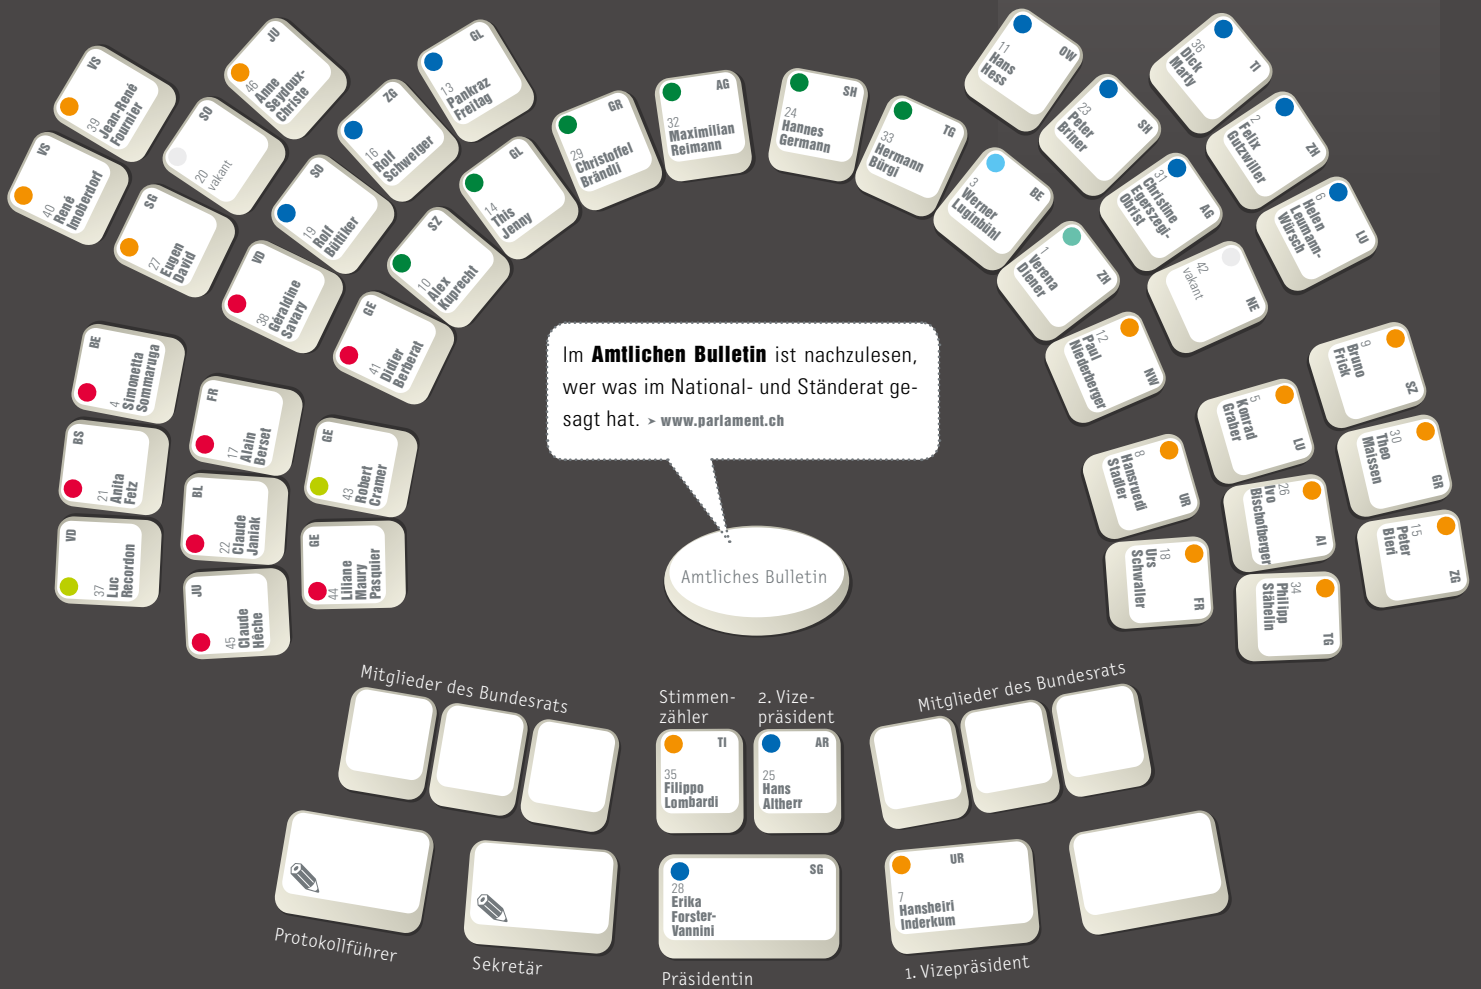 VS
39
Jean-René
Fournier
JU
46
Anne
Seydoux-
Christe
GL
13
Pankraz
Freitag
VS
40
René
Imoberdorf
SO
20
vakant
ZG
16
Rolf
Schweiger
SG
27
Eugen
David
SO
19
Rolf
Büttiker
GL
14
This
Jenny
VD
38
Géraldine
Savary
SZ
10
Alex
Kuprecht
GE
41
Didier
Berberat
GR
29
Christoffel
Brändli
AG
32
Maximilian
Reimann
SH
24
Hannes
Germann
TG
33
Hermann
Bürgi
OW
11
Hans
Hess
TI
36
Dick
Marty
SH
23
Peter
Briner
ZH
2
Felix
Gutzwiller
BE
3
Werner
Luginbühl
AG
31
Christine
Egerszegi-
Obrist
LU
6
Helen
Leumann-
Würsch
ZH
1
Verena
Diener
NE
42
vakant
NW
12
Paul
Niederberger
BE
4
Simonetta
Sommaruga
FR
17
Alain
Berset
GE
43
Robert
Cramer
BS
21
Anita
Fetz
BL
22
Claude
Janiak
GE
44
Liliane
Maury
Pasquier
VD
37
Luc
Recordon
JU
45
Claude
Hêche
Im Amtlichen Bulletin ist nachzulesen,
wer was im National- und Ständerat ge-
sagt hat. > www.parlament.ch
Amtliches Bulletin
SZ
9
Bruno
Frick
LU
5
Konrad
Graber
GR
30
Theo
Maissen
UR
8
Hansruedi
Stadler
AI
26
Ivo
Bischofberger
ZG
15
Peter
Bieri
FR
18
Urs
Schwaller
TG
34
Philipp
Stähelin
Mitglieder des Bundesrats
Stimmen-
zähler
2. Vize-
präsident
Mitglieder des Bundesrats
TI
35
Filippo
Lombardi
AR
25
Hans
Altherr
SG
28
Erika
Forster-
Vannini
UR
7
Hansheiri
Inderkum
Protokollführer
Sekretär
Präsidentin
1. Vizepräsident